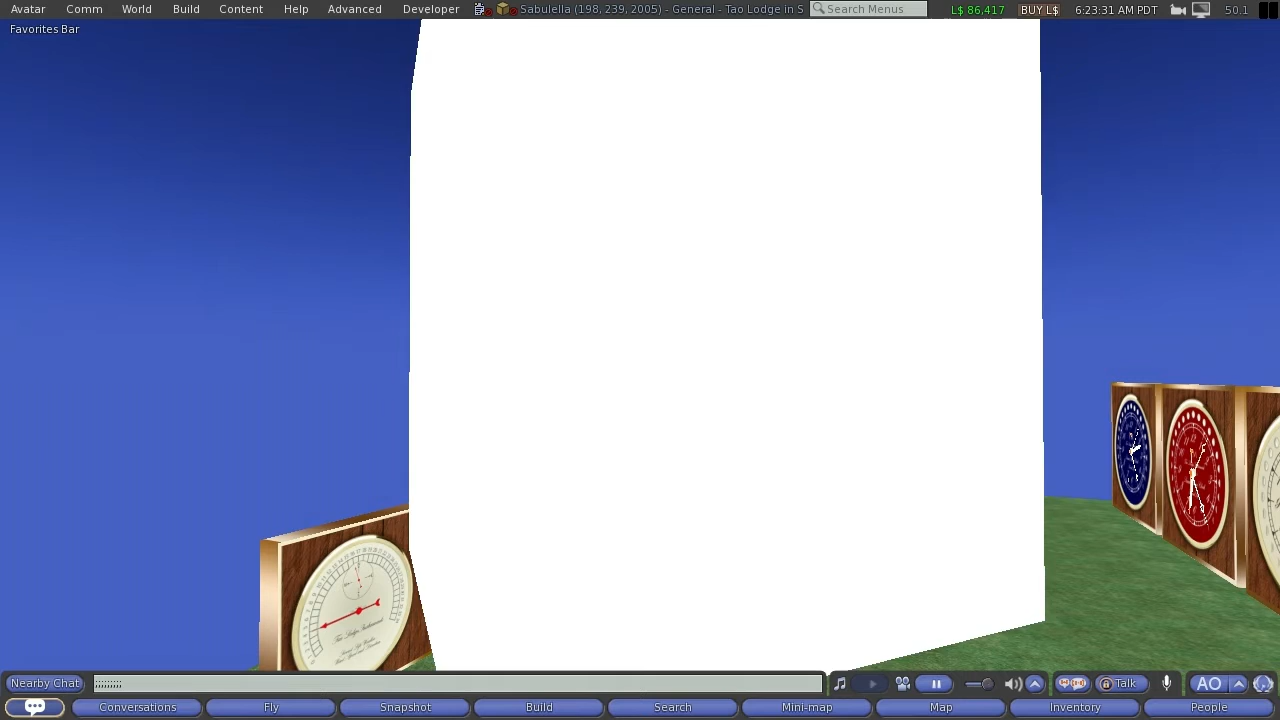 Avatar Comm World Build Content Help Advanced Developer Sabulella (198, 239, 2005) - General - Tao Lodge in S Search Menus L$ 86,417 BUY L$ 6:23:31 AM PDT 50.1
Favorites Bar
Nearby Chat Talk AO
Conversations Fly Snapshot Build Search Mini-map Map Inventory People